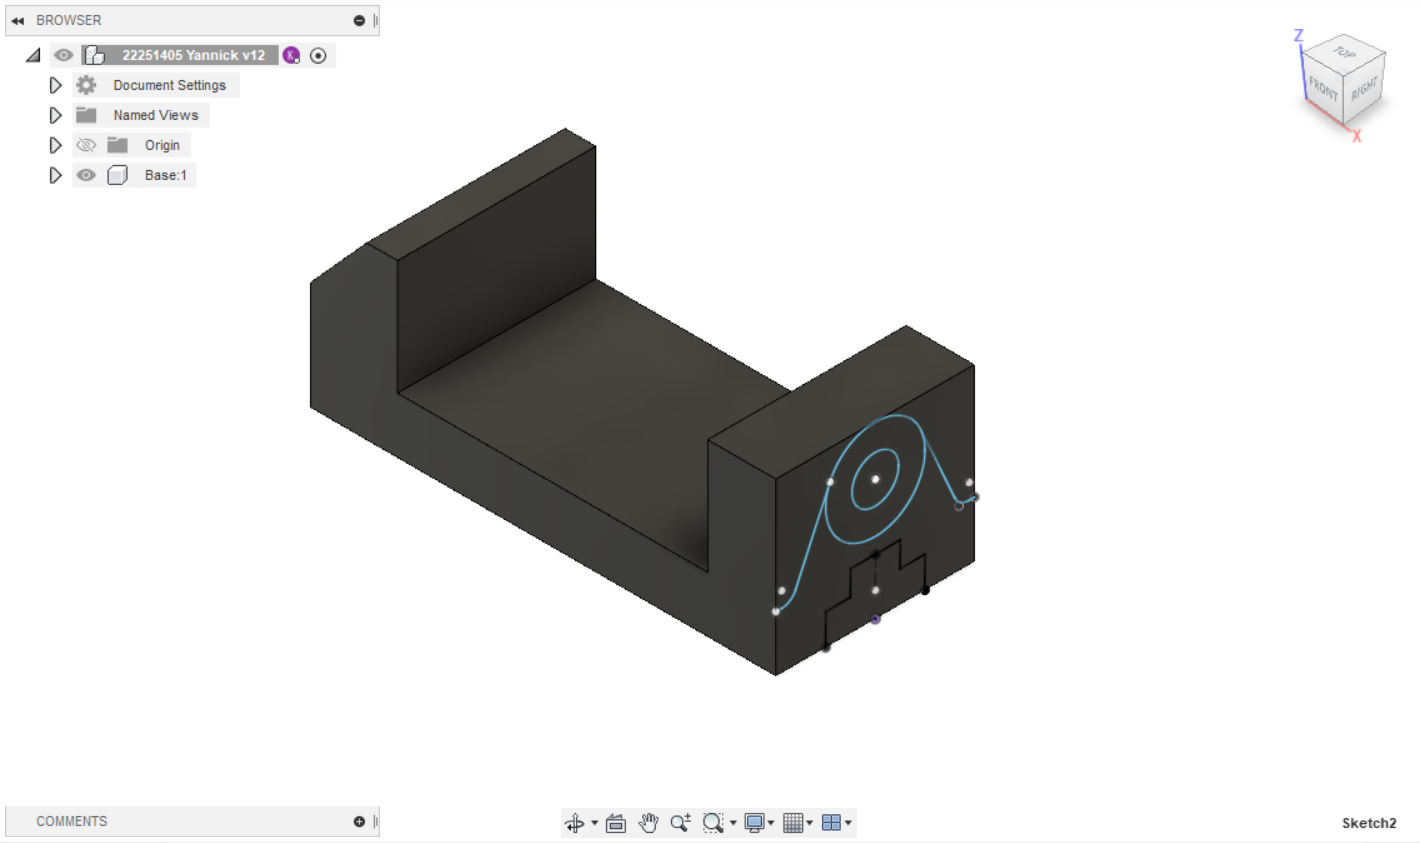 BROWSER
22251405 Yannick v12
K
Document Settings
Named Views
Origin
Base:1
Z
TOP
FRONT
RIGHT
X
COMMENTS
Sketch2